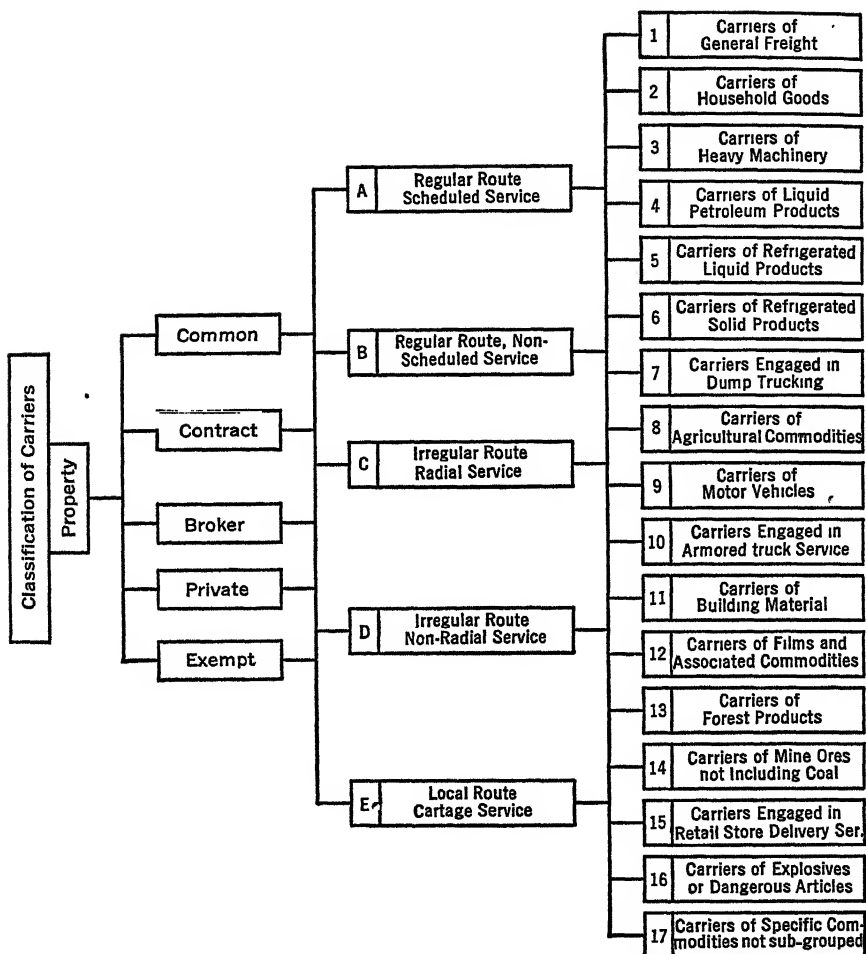 Classification of Carriers
Property
Common
Contract
Broker
Private
Exempt
A
Regular Route
Scheduled Service
B
Regular Route, Non-
Scheduled Service
C
Irregular Route
Radial Service
D
Irregular Route
Non-Radial Service
E
Local Route
Cartage Service
1
Carriers of
General Freight
2
Carriers of
Household Goods
3
Carriers of
Heavy Machinery
4
Carriers of Liquid
Petroleum Products
5
Carriers of Refrigerated
Liquid Products
6
Carriers of Refrigerated
Solid Products
7
Carriers Engaged in
Dump Trucking
8
Carriers of
Agricultural Commodities
9
Carriers of
Motor Vehicles
10
Carriers Engaged in
Armored truck Service
11
Carriers of
Building Material
12
Carriers of Films and
Associated Commodities
13
Carriers of
Forest Products
14
Carriers of Mine Ores
not Including Coal
15
Carriers Engaged in
Retail Store Delivery Ser.
16
Carriers of Explosives
or Dangerous Articles
17
Carriers of Specific Com-
modities not sub-grouped